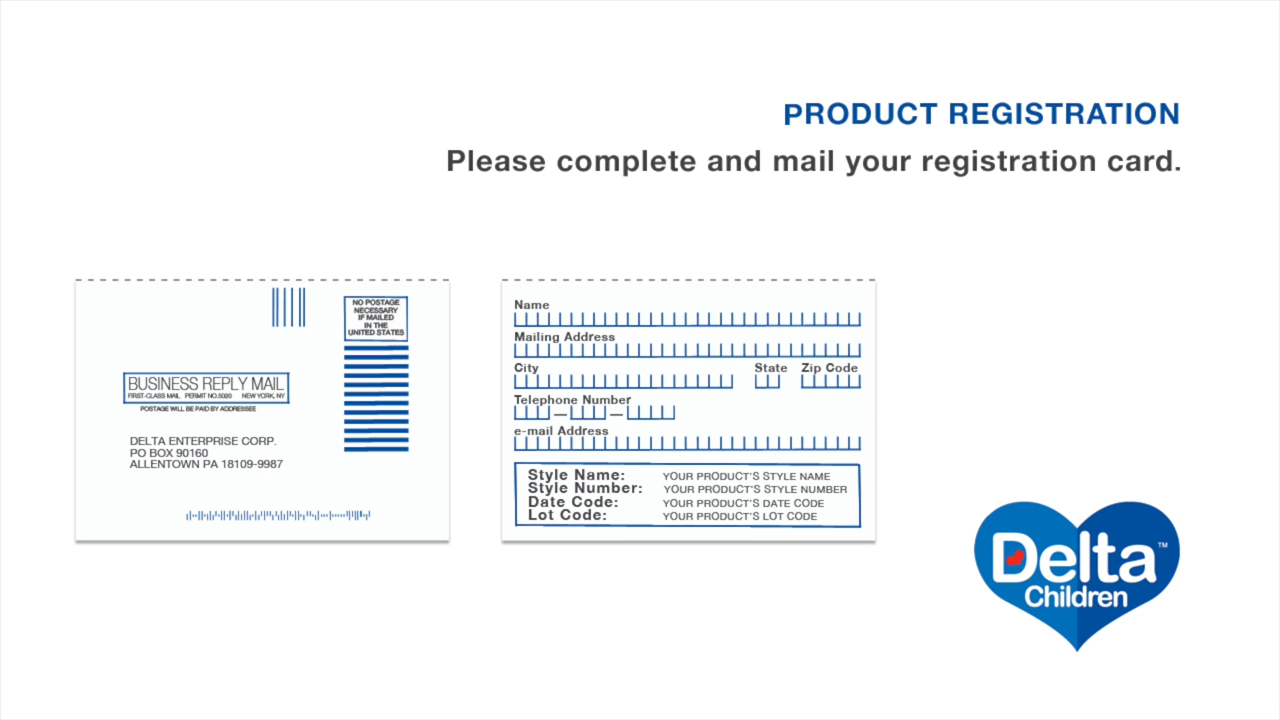 PRODUCT REGISTRATION
Please complete and mail your registration card.
NO POSTAGE
NECESSARY
IF MAILED
IN THE
UNITED STATES
BUSINESS REPLY MAIL
FIRST-CLASS MAIL PERMIT NO.5020 NEW YORK, NY
POSTAGE WILL BE PAID BY ADDRESSEE
DELTA ENTERPRISE CORP.
PO BOX 90160
ALLENTOWN PA 18109-9987
Name
Mailing Address
City State Zip Code
Telephone Number
e-mail Address
Style Name: YOUR PRODUCT'S STYLE NAME
Style Number: YOUR PRODUCT'S STYLE NUMBER
Date Code: YOUR PRODUCT'S DATE CODE
Lot Code: YOUR PRODUCT'S LOT CODE
Delta™
Children